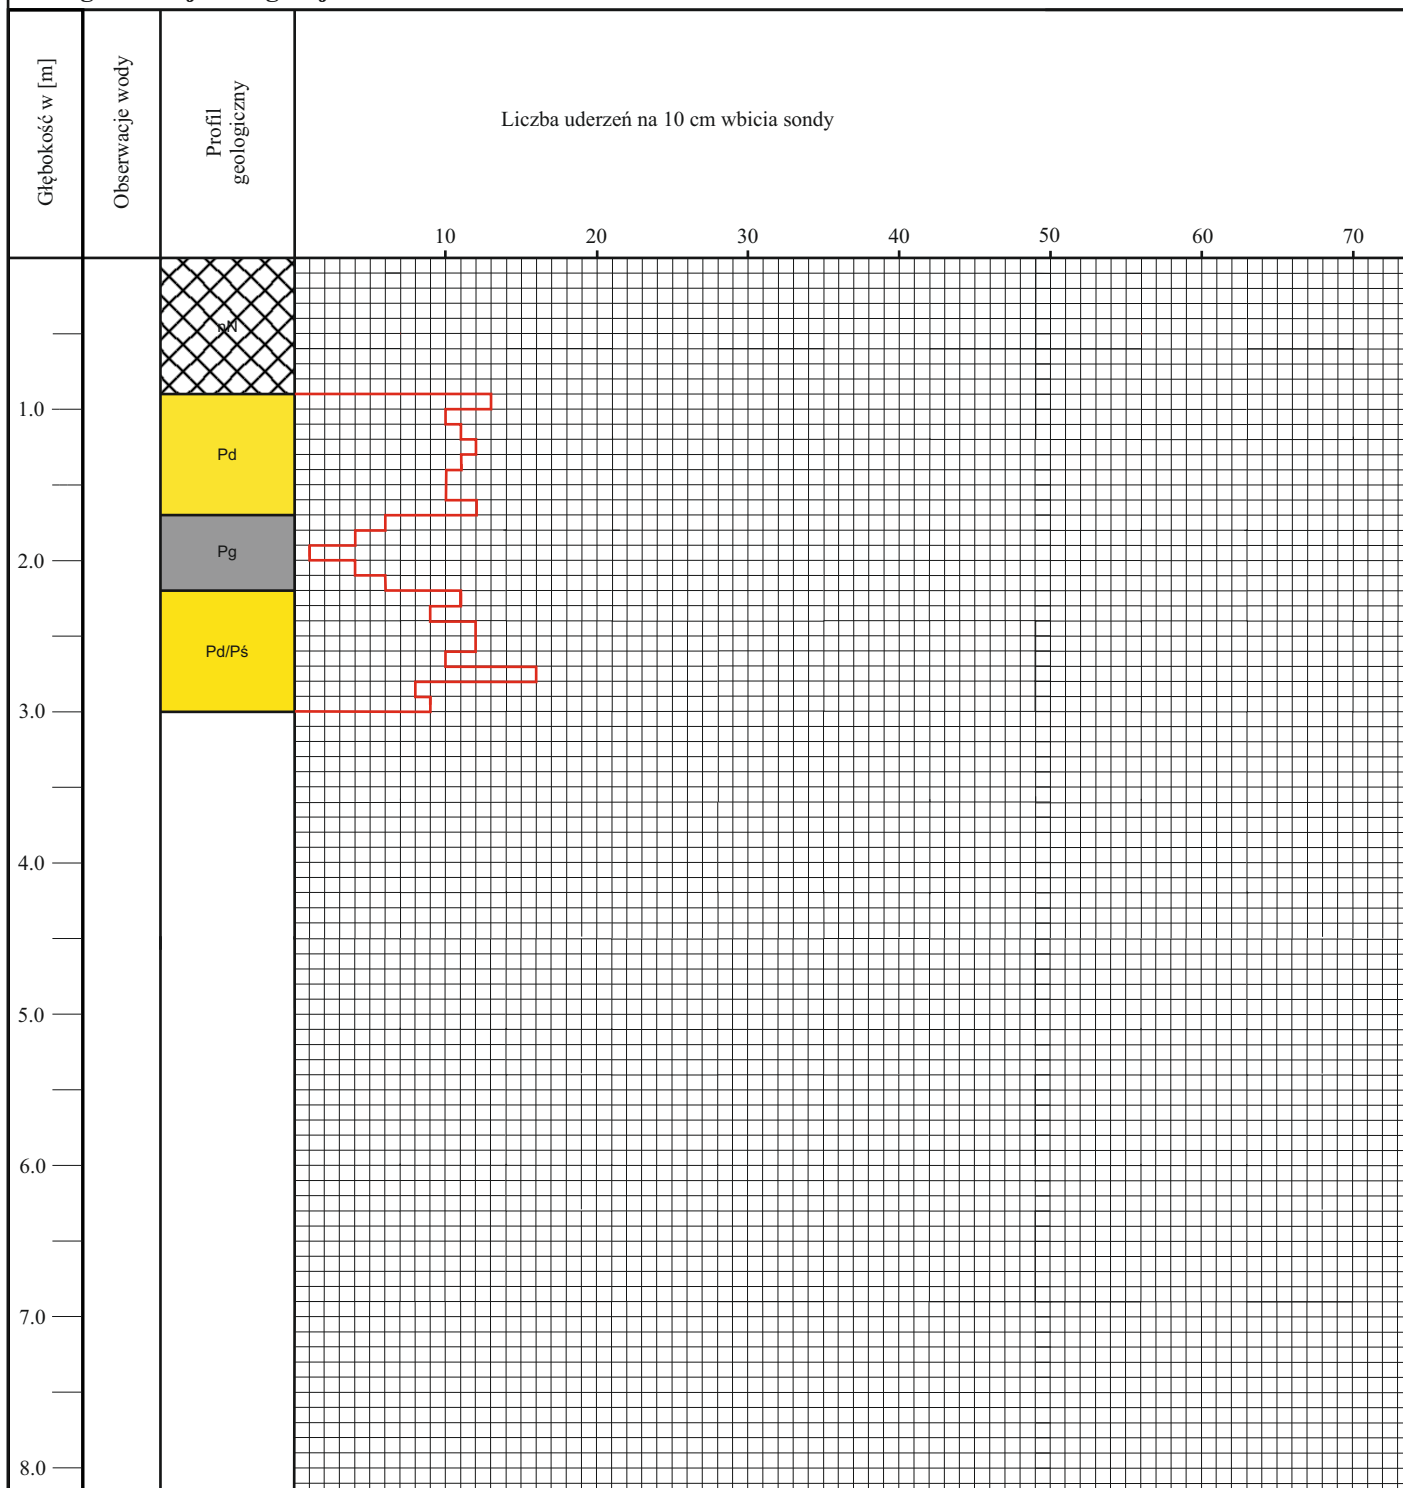 Głębokość w [m]
Obserwacje wody
Profil
geologiczny
Liczba uderzeń na 10 cm wbicia sondy
10 20 30 40 50 60 70
nN
1.0
Pd
Pg
2.0
Pd/Pś
3.0
4.0
5.0
6.0
7.0
8.0